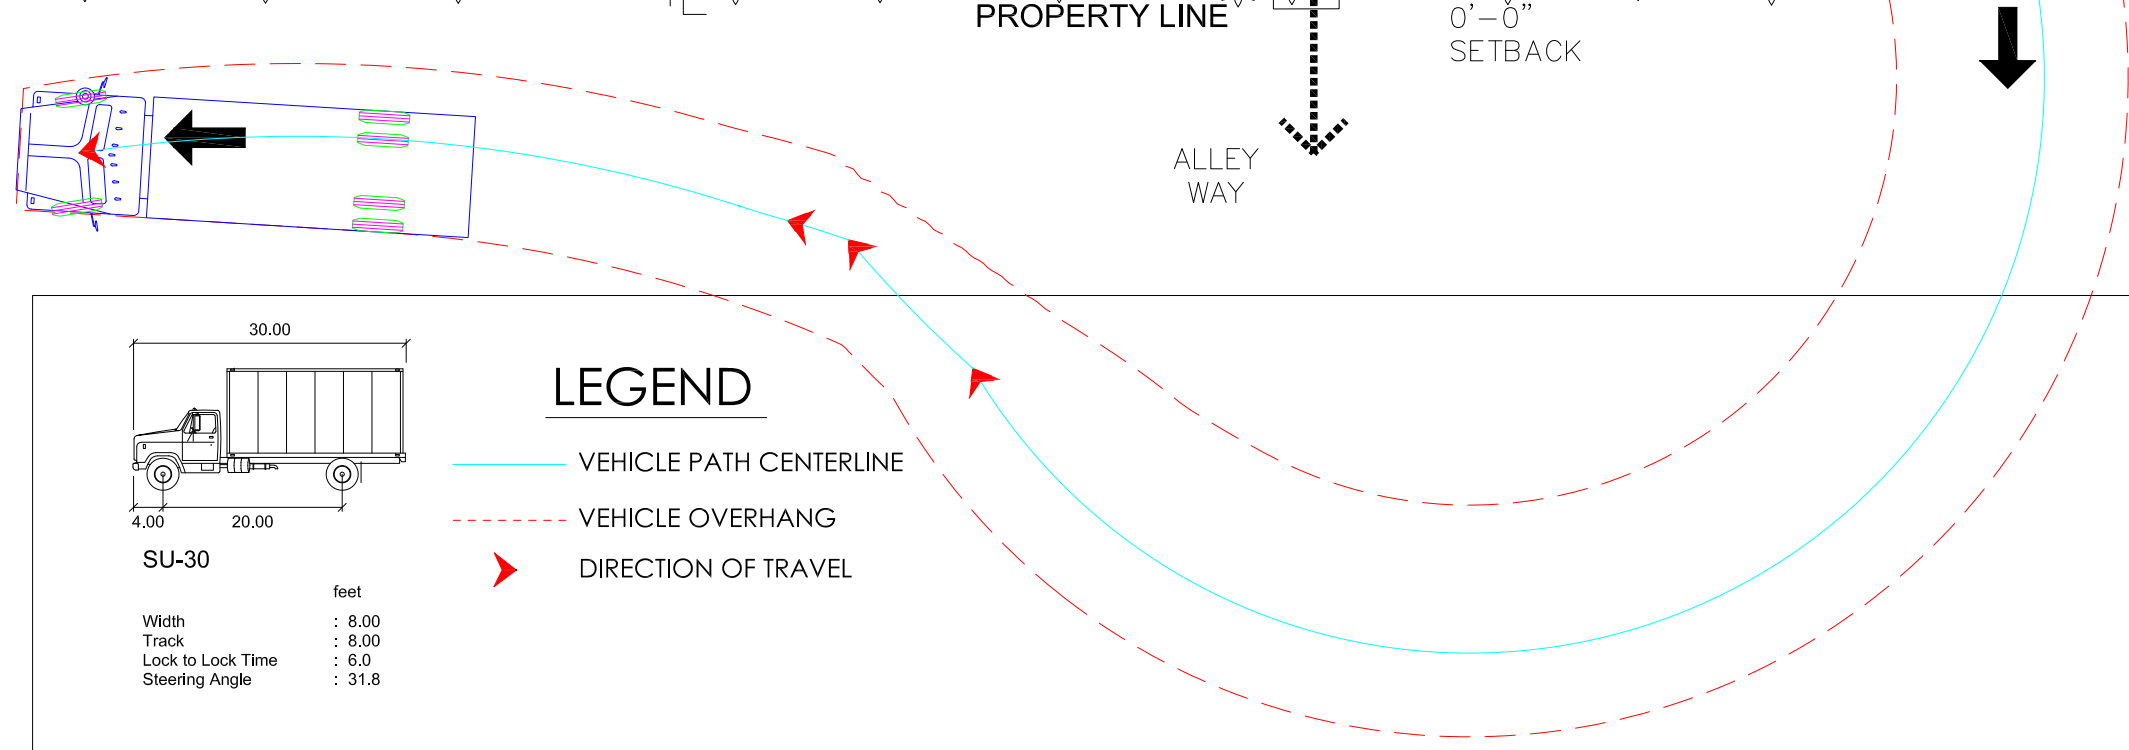 PROPERTY LINE
0'-0"
SETBACK
ALLEY
WAY
30.00
4.00
20.00
SU-30
feet
Width : 8.00
Track : 8.00
Lock to Lock Time : 6.0
Steering Angle : 31.8
LEGEND
VEHICLE PATH CENTERLINE
VEHICLE OVERHANG
DIRECTION OF TRAVEL